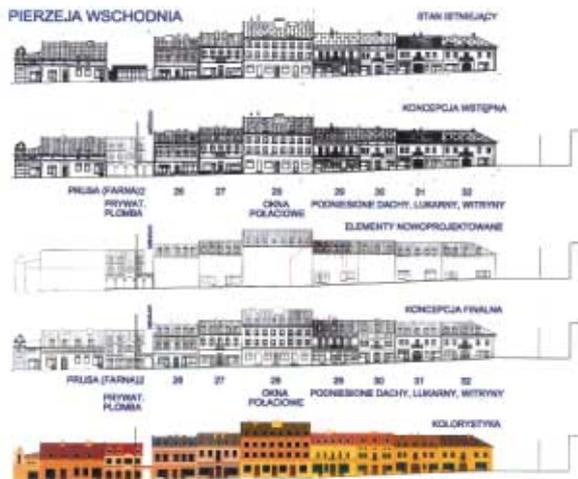 PIERZEJA WSCHODNIA
STAN ISTNIEJĄCY
KONCEPCJA WSTĘPNA
PRUSA (FARNA)2 26 27 28 29 30 31 32
PRYWAT. PLOMBA
OKNA POŁACIOWE
PODNIESIONE DACHY, LUKARNY, WITRYNY
ELEMENTY NOWOPROJEKTOWANE
KONCEPCJA FINALNA
PRUSA (FARNA)2 26 27 28 29 30 31 32
PRYWAT. PLOMBA
OKNA POŁACIOWE
PODNIESIONE DACHY, LUKARNY, WITRYNY
KOLORYSTYKA